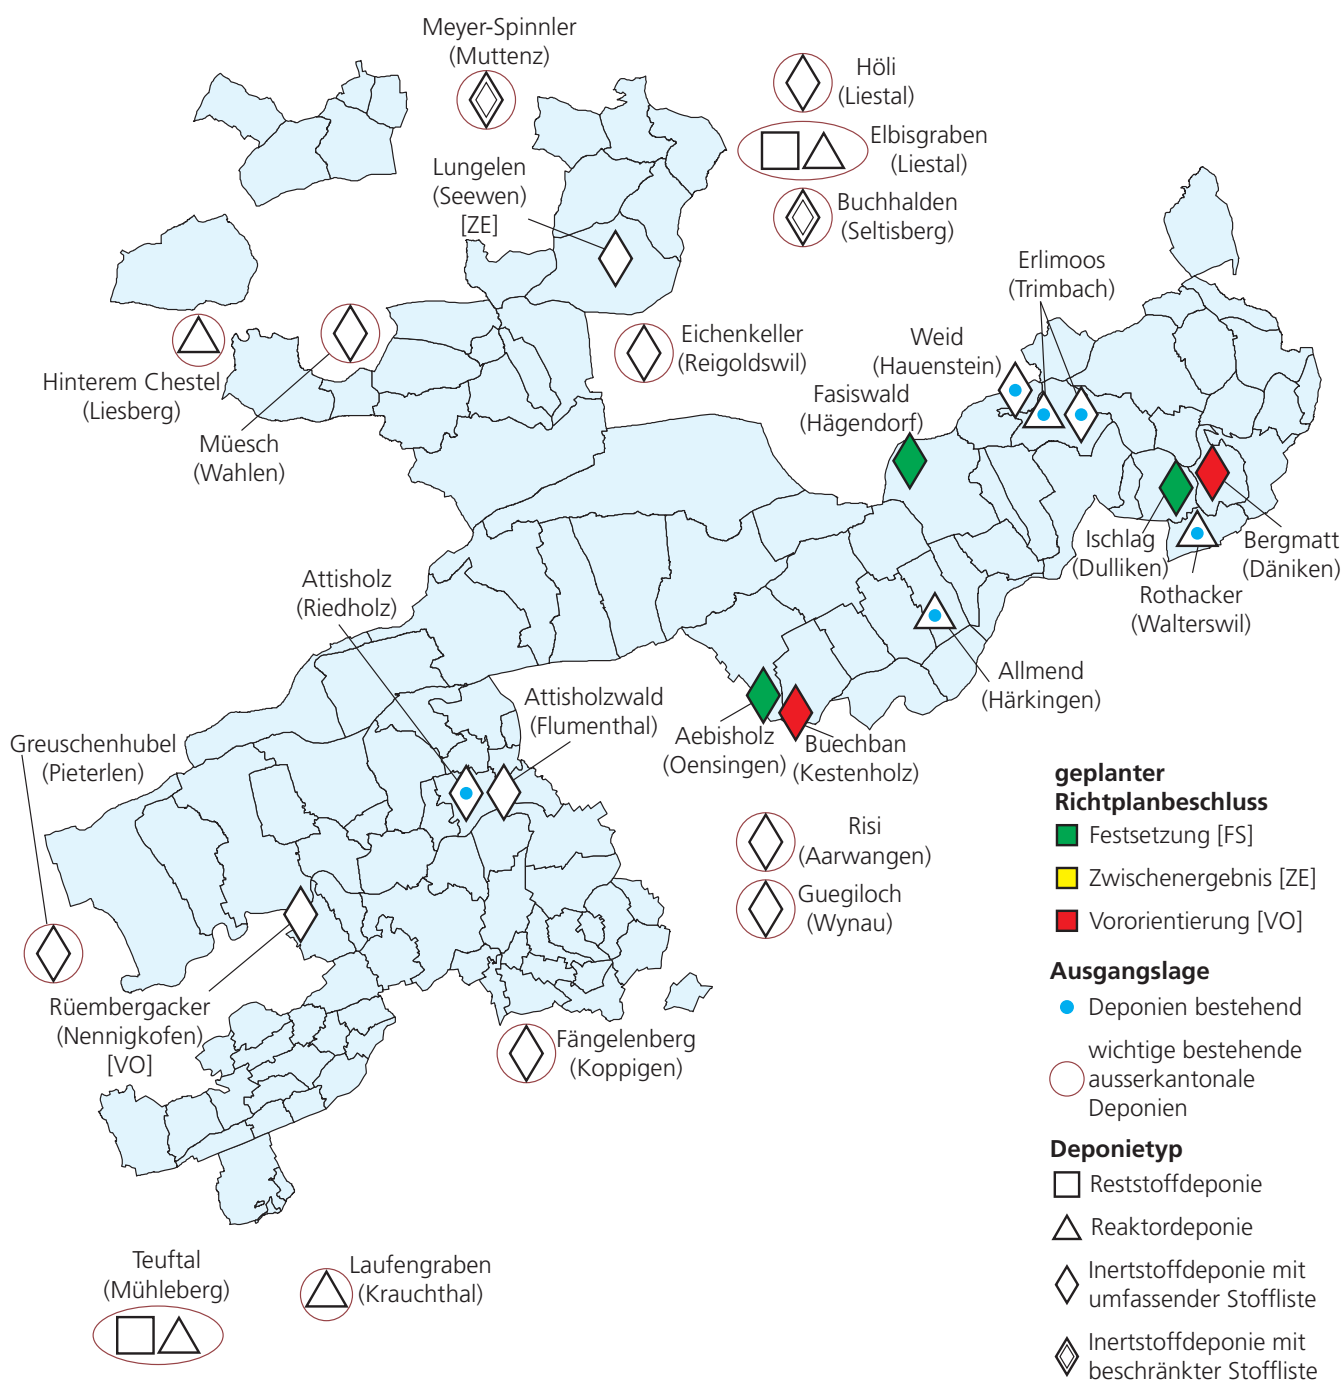 Meyer-Spinnler
(Muttenz)
Höli
(Liestal)
Elbisgraben
(Liestal)
Buchhalden
(Seltisberg)
Lungelen
(Seewen)
[ZE]
Erlimoos
(Trimbach)
Weid
(Hauenstein)
Eichenkeller
(Reigoldswil)
Hinterem Chestel
(Liesberg)
Fasiswald
(Hägendorf)
Müesch
(Wahlen)
Ischlag
(Dulliken)
Bergmatt
(Däniken)
Rothacker
(Walterswil)
Attisholz
(Riedholz)
Allmend
(Härkingen)
Attisholzwald
(Flumenthal)
Aebisholz
(Oensingen)
Buechban
(Kestenholz)
Greuschenhubel
(Pieterlen)
Risi
(Aarwangen)
Guegiloch
(Wynau)
Rüembergacker
(Nennigkofen)
[VO]
Fängelenberg
(Koppigen)
Teuftal
(Mühleberg)
Laufengraben
(Krauchthal)
geplanter
Richtplanbeschluss
Festsetzung [FS]
Zwischenergebnis [ZE]
Vororientierung [VO]
Ausgangslage
Deponien bestehend
wichtige bestehende
ausserkantonale
Deponien
Deponietyp
Reststoffdeponie
Reaktordeponie
Inertstoffdeponie mit
umfassender Stoffliste
Inertstoffdeponie mit
beschränkter Stoffliste